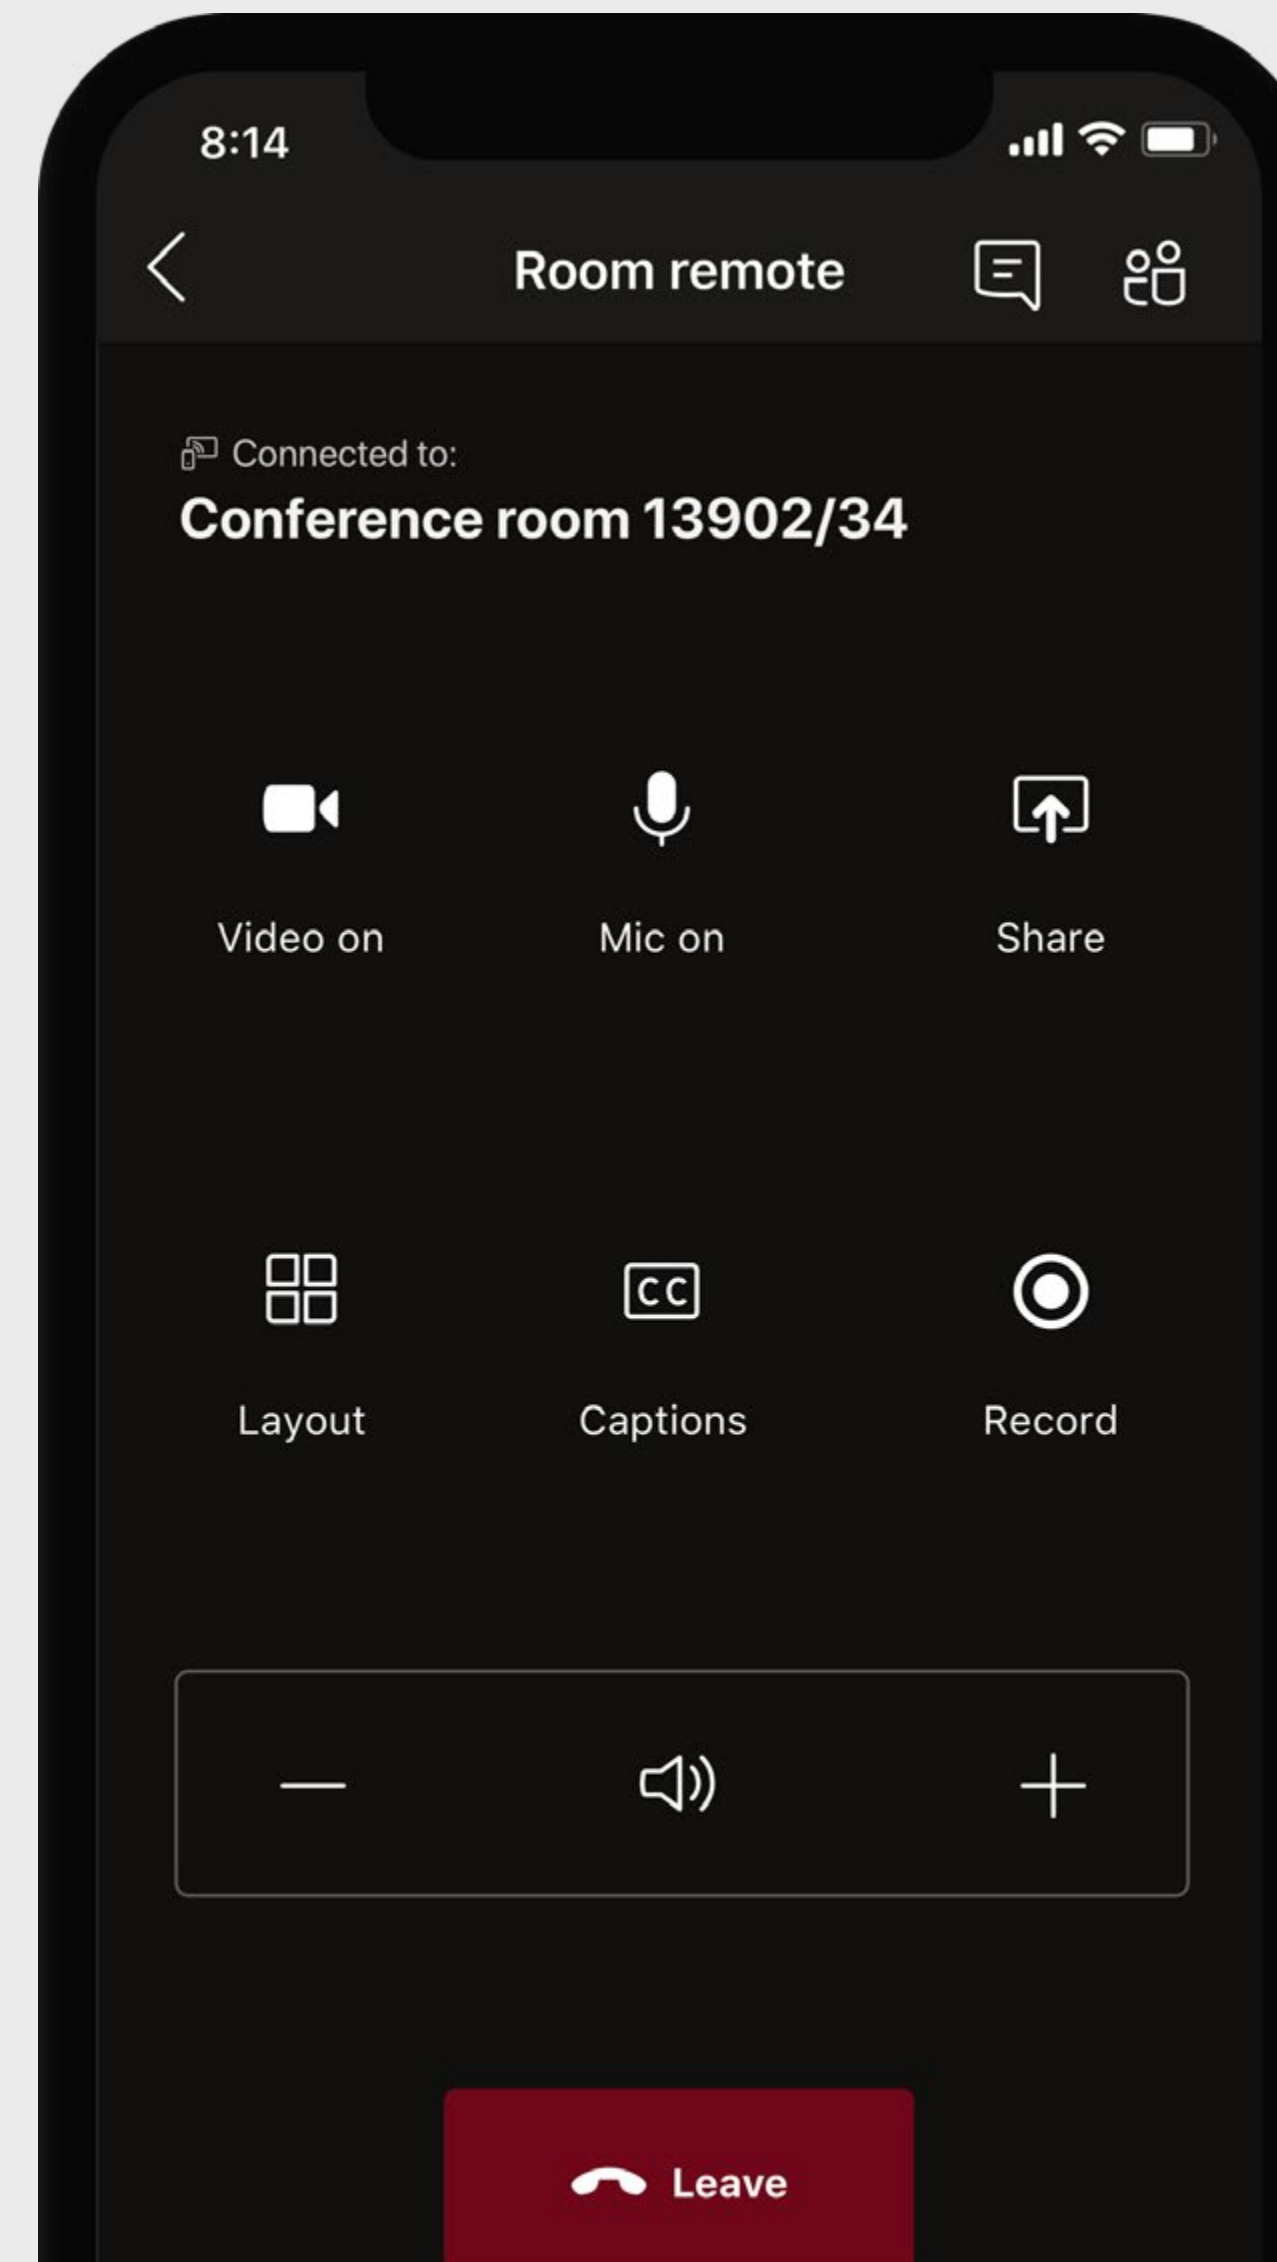 8:14
Room remote
Connected to:
Conference room 13902/34
Video on
Mic on
Share
Layout
CC
Captions
Record
Leave